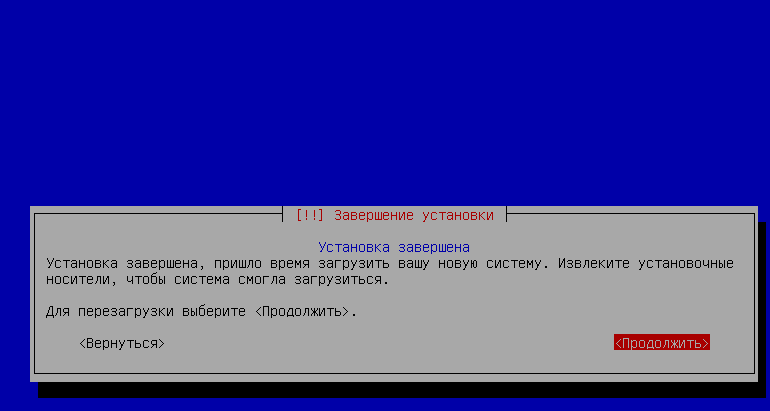 [!!] Завершение установки
Установка завершена
Установка завершена, пришло время загрузить вашу новую систему. Извлеките установочные
носители, чтобы система смогла загрузиться.
Для перезагрузки выберите <Продолжить>.
<Вернуться> <Продолжить>